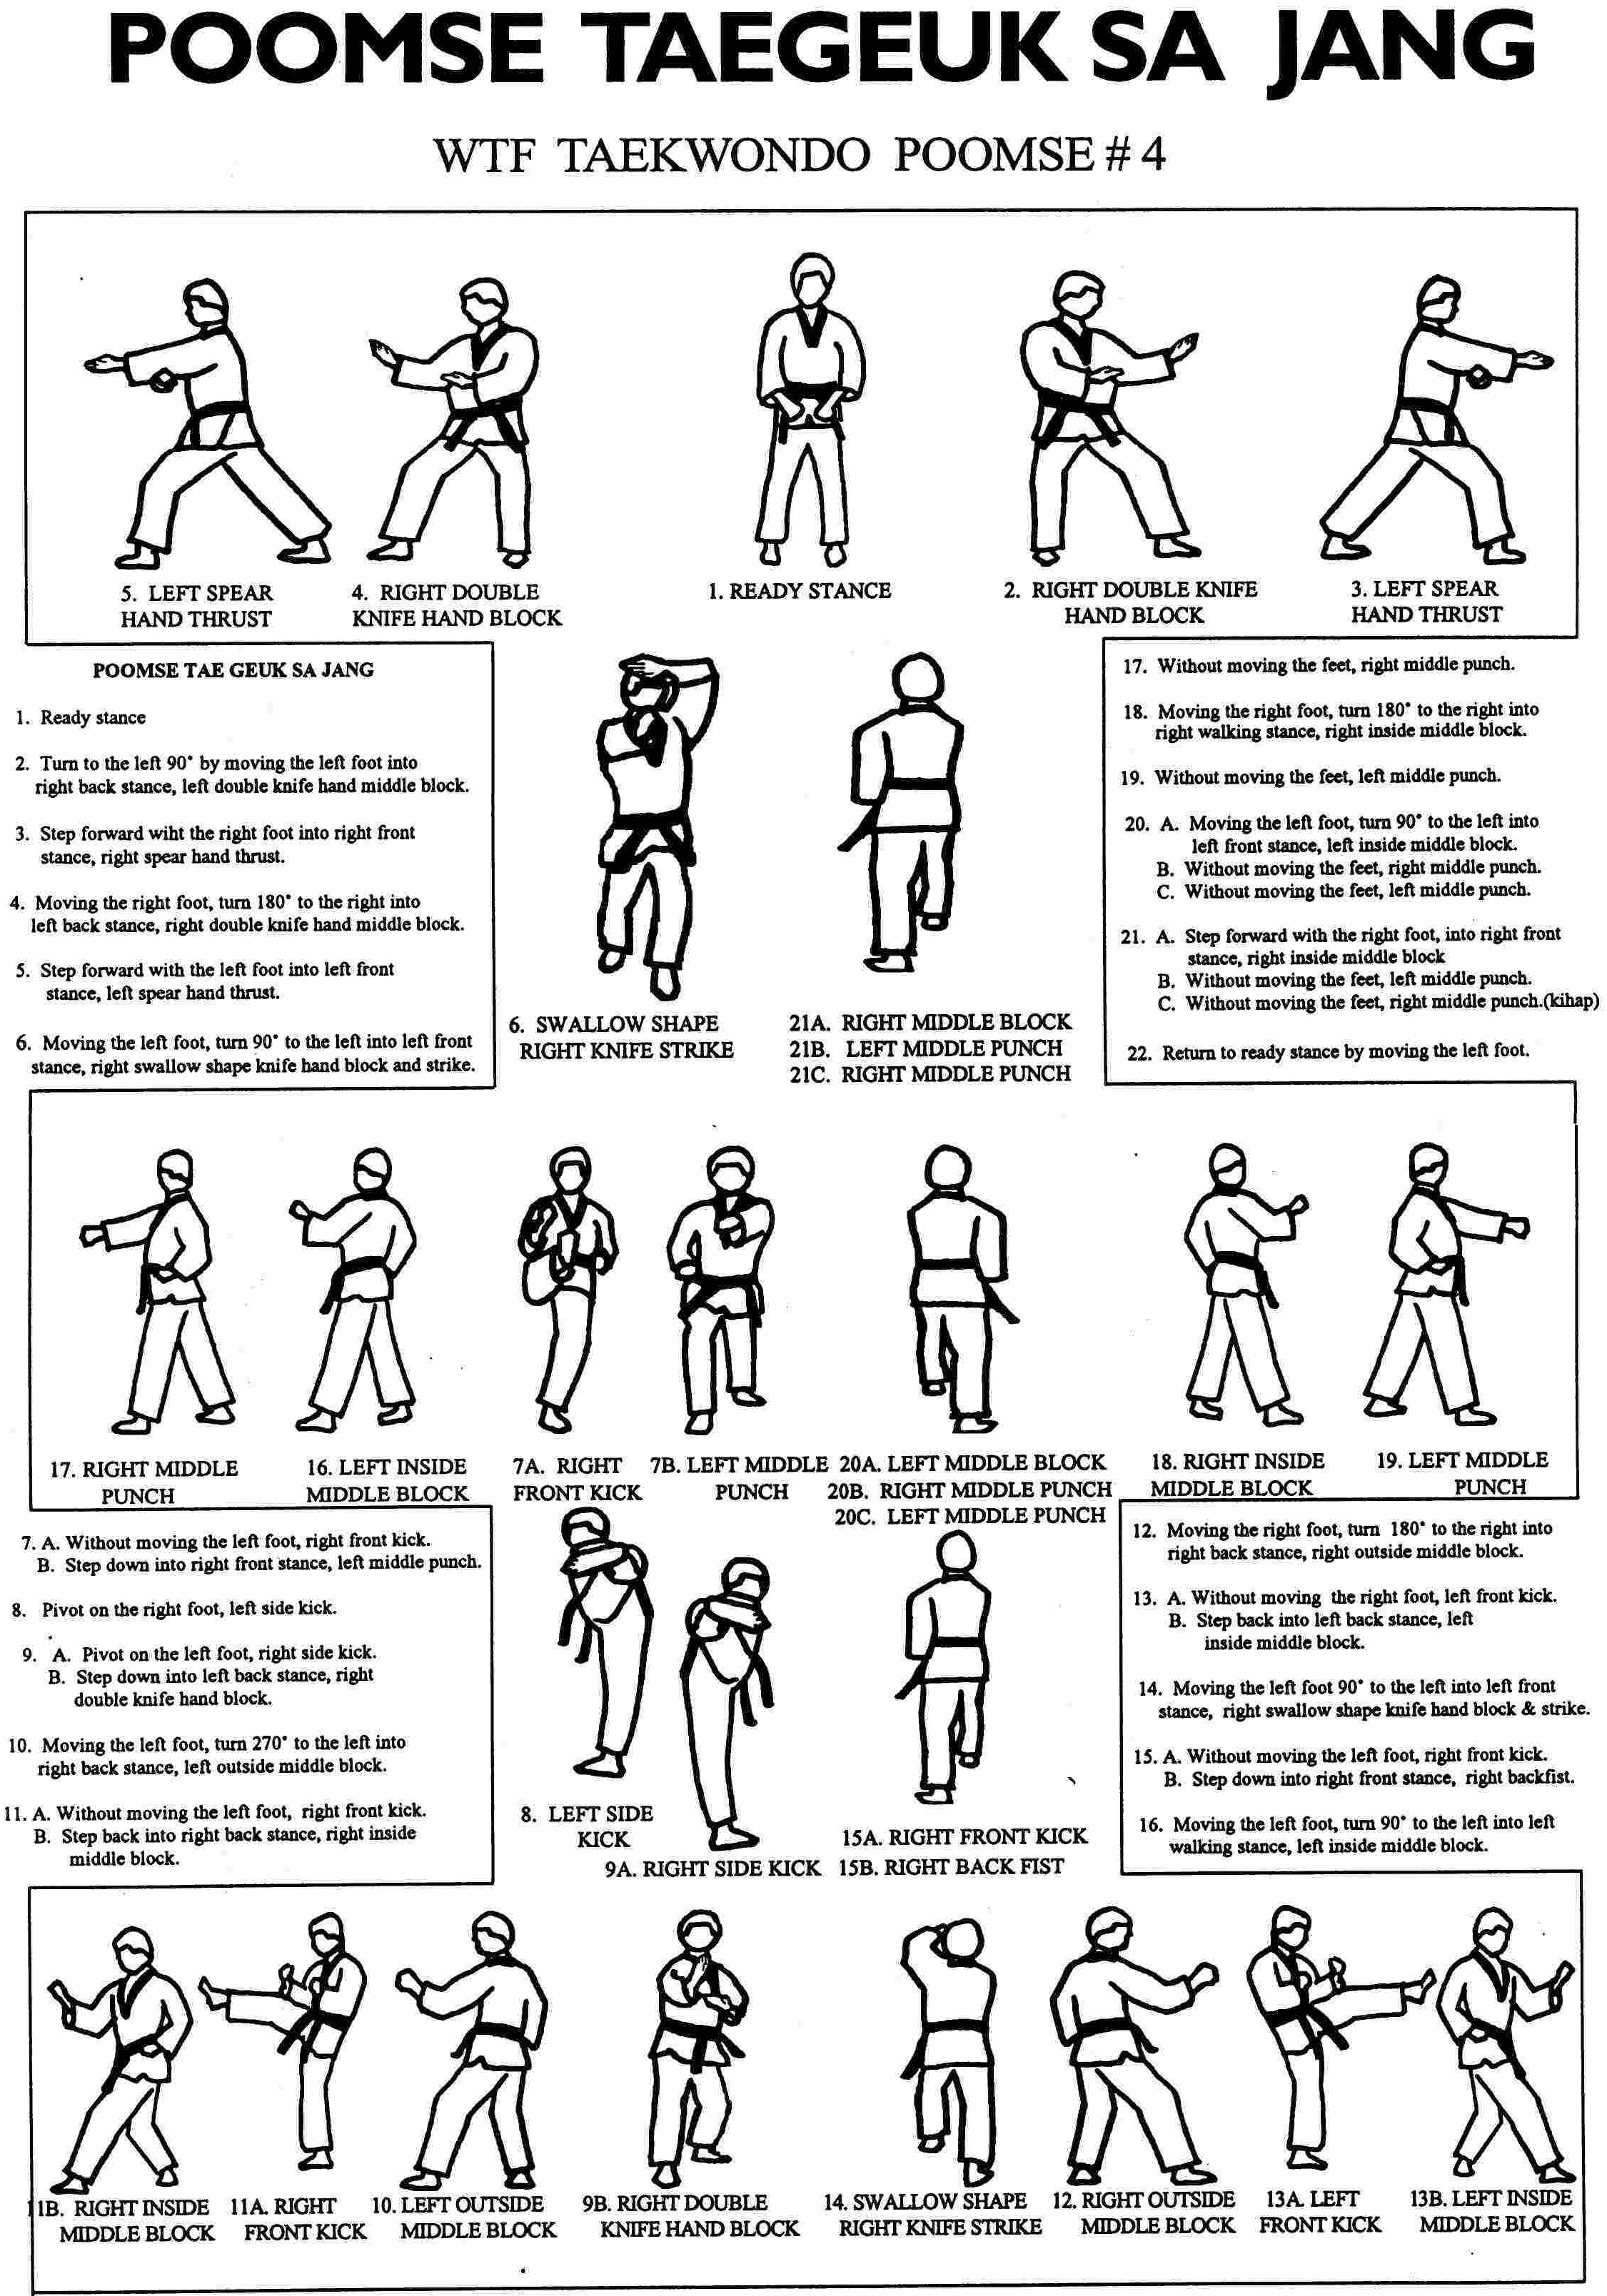 POOMSE TAEGEUK SA JANG
WTF TAEKWONDO POOMSE # 4
5. LEFT SPEAR
HAND THRUST
4. RIGHT DOUBLE
KNIFE HAND BLOCK
1. READY STANCE
2. RIGHT DOUBLE KNIFE
HAND BLOCK
3. LEFT SPEAR
HAND THRUST
POOMSE TAE GEUK SA JANG
1. Ready stance
2. Turn to the left 90° by moving the left foot into
right back stance, left double knife hand middle block.
3. Step forward wiht the right foot into right front
stance, right spear hand thrust.
4. Moving the right foot, turn 180° to the right into
left back stance, right double knife hand middle block.
5. Step forward with the left foot into left front
stance, left spear hand thrust.
6. Moving the left foot, turn 90° to the left into left front
stance, right swallow shape knife hand block and strike.
6. SWALLOW SHAPE
RIGHT KNIFE STRIKE
21A. RIGHT MIDDLE BLOCK
21B. LEFT MIDDLE PUNCH
21C. RIGHT MIDDLE PUNCH
17. Without moving the feet, right middle punch.
18. Moving the right foot, turn 180° to the right into
right walking stance, right inside middle block.
19. Without moving the feet, left middle punch.
20. A. Moving the left foot, turn 90° to the left into
left front stance, left inside middle block.
B. Without moving the feet, right middle punch.
C. Without moving the feet, left middle punch.
21. A. Step forward with the right foot, into right front
stance, right inside middle block
B. Without moving the feet, left middle punch.
C. Without moving the feet, right middle punch.(kihap)
22. Return to ready stance by moving the left foot.
17. RIGHT MIDDLE
PUNCH
16. LEFT INSIDE
MIDDLE BLOCK
7A. RIGHT
FRONT KICK
7B. LEFT MIDDLE
PUNCH
20A. LEFT MIDDLE BLOCK
20B. RIGHT MIDDLE PUNCH
20C. LEFT MIDDLE PUNCH
18. RIGHT INSIDE
MIDDLE BLOCK
19. LEFT MIDDLE
PUNCH
7. A. Without moving the left foot, right front kick.
B. Step down into right front stance, left middle punch.
8. Pivot on the right foot, left side kick.
9. A. Pivot on the left foot, right side kick.
B. Step down into left back stance, right
double knife hand block.
10. Moving the left foot, turn 270° to the left into
right back stance, left outside middle block.
11. A. Without moving the left foot, right front kick.
B. Step back into right back stance, right inside
middle block.
8. LEFT SIDE
KICK
9A. RIGHT SIDE KICK
15A. RIGHT FRONT KICK
15B. RIGHT BACK FIST
12. Moving the right foot, turn 180° to the right into
right back stance, right outside middle block.
13. A. Without moving the right foot, left front kick.
B. Step back into left back stance, left
inside middle block.
14. Moving the left foot 90° to the left into left front
stance, right swallow shape knife hand block & strike.
15. A. Without moving the left foot, right front kick.
B. Step down into right front stance, right backfist.
16. Moving the left foot, turn 90° to the left into left
walking stance, left inside middle block.
11B. RIGHT INSIDE
MIDDLE BLOCK
11A. RIGHT
FRONT KICK
10. LEFT OUTSIDE
MIDDLE BLOCK
9B. RIGHT DOUBLE
KNIFE HAND BLOCK
14. SWALLOW SHAPE
RIGHT KNIFE STRIKE
12. RIGHT OUTSIDE
MIDDLE BLOCK
13A. LEFT
FRONT KICK
13B. LEFT INSIDE
MIDDLE BLOCK